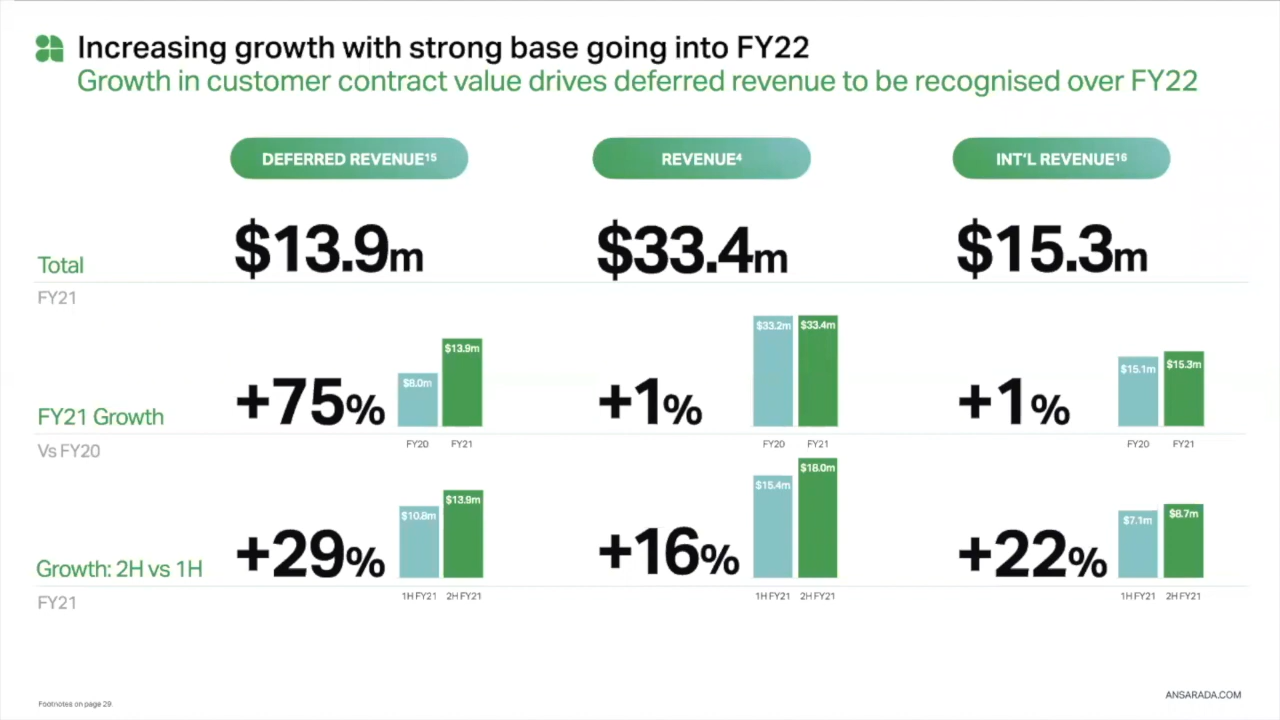 Increasing growth with strong base going into FY22
Growth in customer contract value drives deferred revenue to be recognised over FY22
DEFERRED REVENUE¹⁵
REVENUE⁴
INT'L REVENUE¹⁶
Total
$13.9m
$33.4m
$15.3m
FY21
FY21 Growth
+75%
$8.0m
$13.9m
+1%
$33.2m
$33.4m
+1%
$15.1m
$15.3m
Vs FY20
FY20
FY21
FY20
FY21
FY20
FY21
Growth: 2H vs 1H
+29%
$10.8m
$13.9m
+16%
$15.4m
$18.0m
+22%
$7.1m
$8.7m
FY21
1H FY21
2H FY21
1H FY21
2H FY21
1H FY21
2H FY21
Footnotes on page 29.
ANSARADA.COM